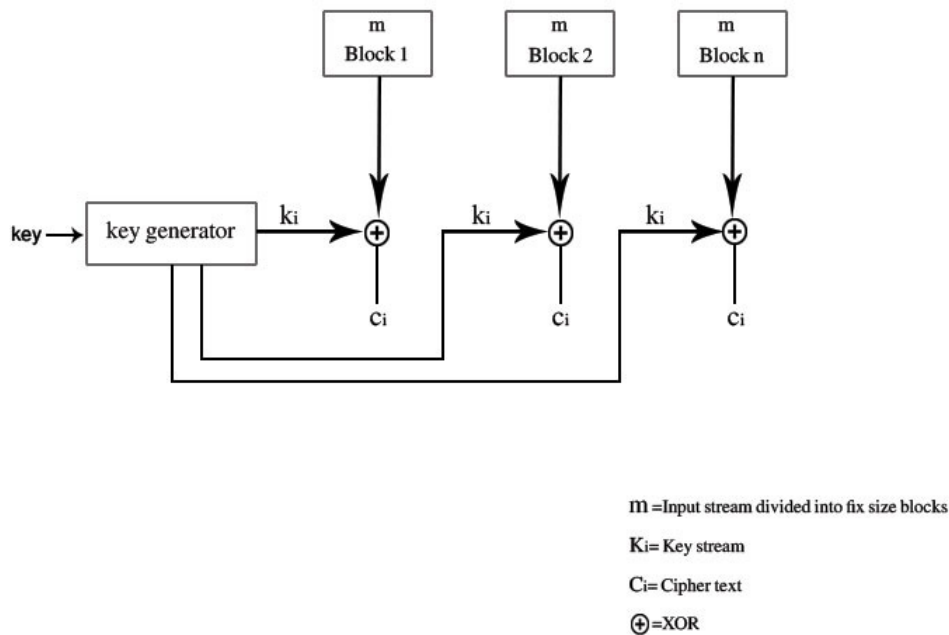 m
Block 1
m
Block 2
m
Block n
key
key generator
ki
ki
ki
ci
ci
ci
m =Input stream divided into fix size blocks
Ki= Key stream
Ci= Cipher text
⊕=XOR